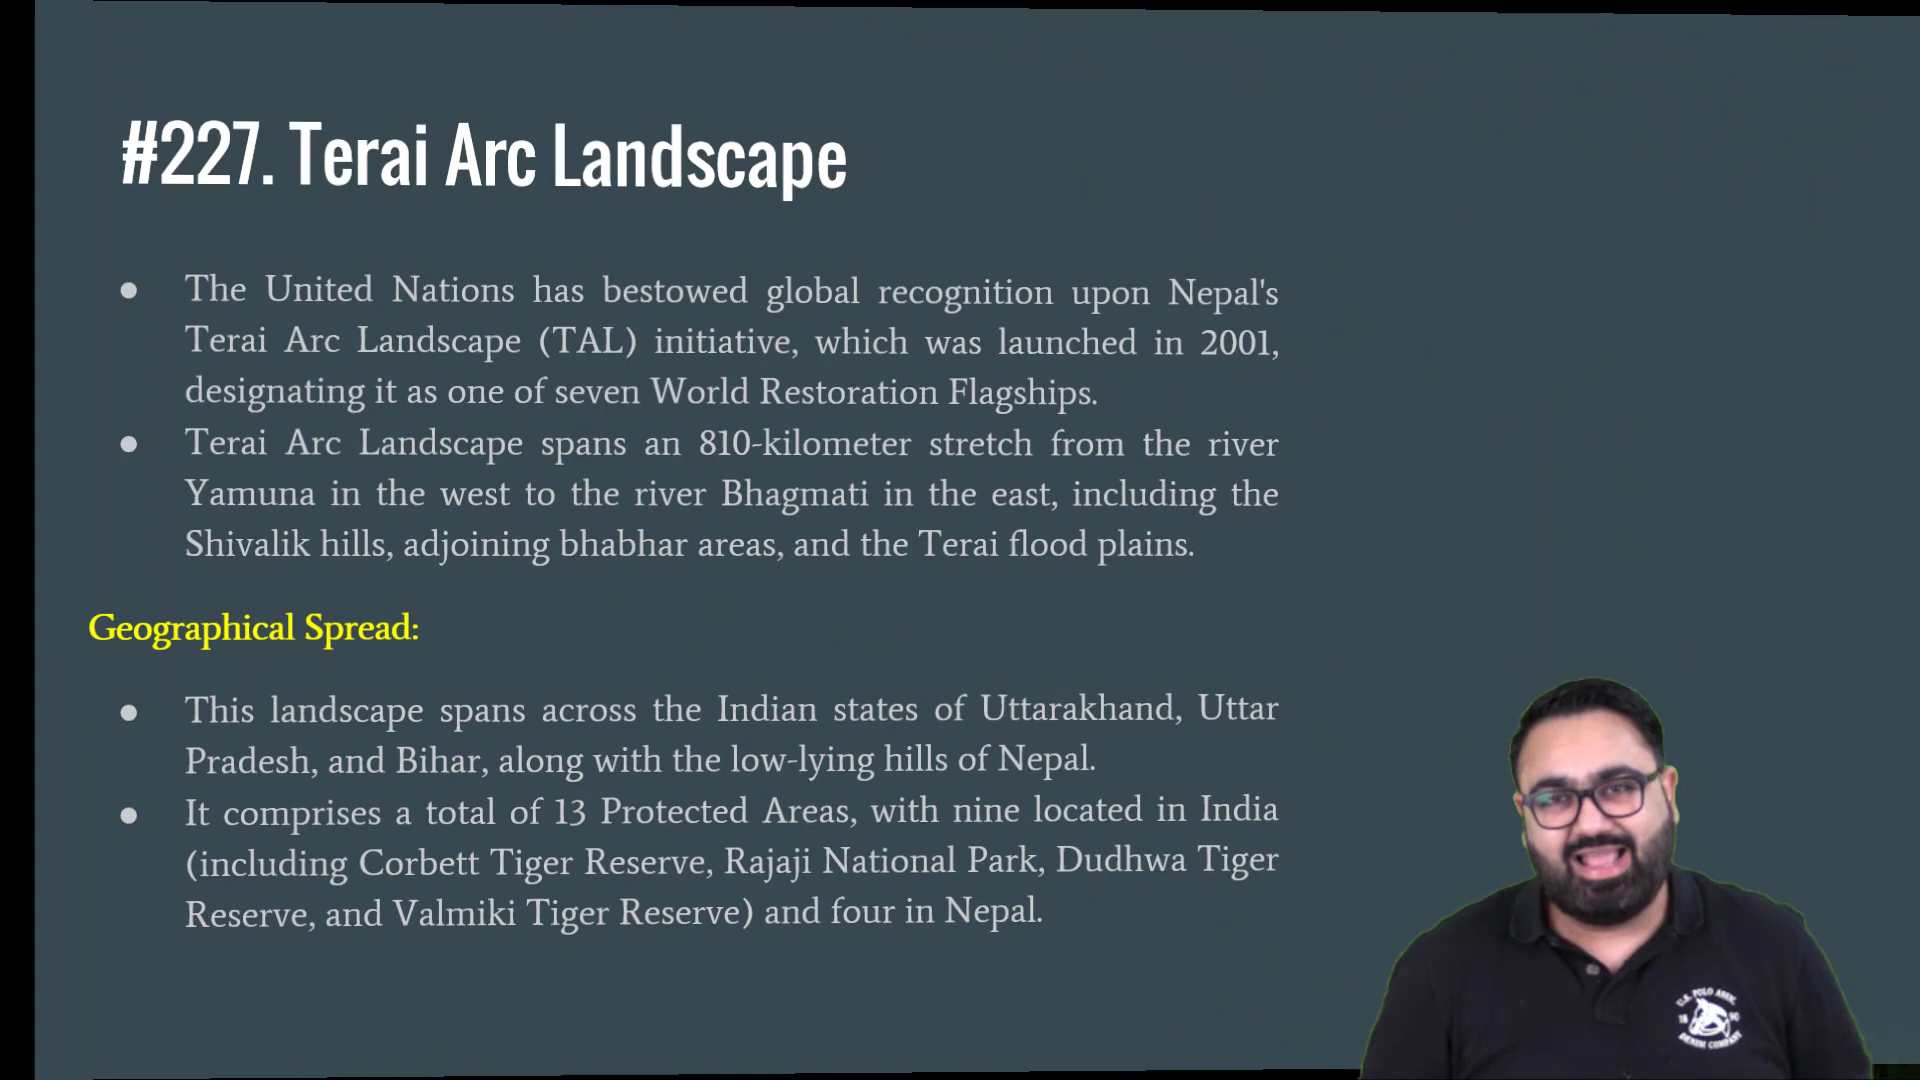 #227. Terai Arc Landscape
● The United Nations has bestowed global recognition upon Nepal's
Terai Arc Landscape (TAL) initiative, which was launched in 2001,
designating it as one of seven World Restoration Flagships.
● Terai Arc Landscape spans an 810-kilometer stretch from the river
Yamuna in the west to the river Bhagmati in the east, including the
Shivalik hills, adjoining bhabhar areas, and the Terai flood plains.
Geographical Spread:
● This landscape spans across the Indian states of Uttarakhand, Uttar
Pradesh, and Bihar, along with the low-lying hills of Nepal.
● It comprises a total of 13 Protected Areas, with nine located in India
(including Corbett Tiger Reserve, Rajaji National Park, Dudhwa Tiger
Reserve, and Valmiki Tiger Reserve) and four in Nepal.
U.S. POLO ASSN.
18 90
DENIM COMPANY